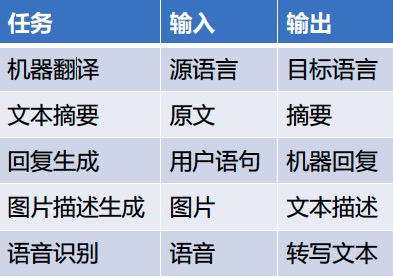 任务 输入 输出
机器翻译 源语言 目标语言
文本摘要 原文 摘要
回复生成 用户语句 机器回复
图片描述生成 图片 文本描述
语音识别 语音 转写文本